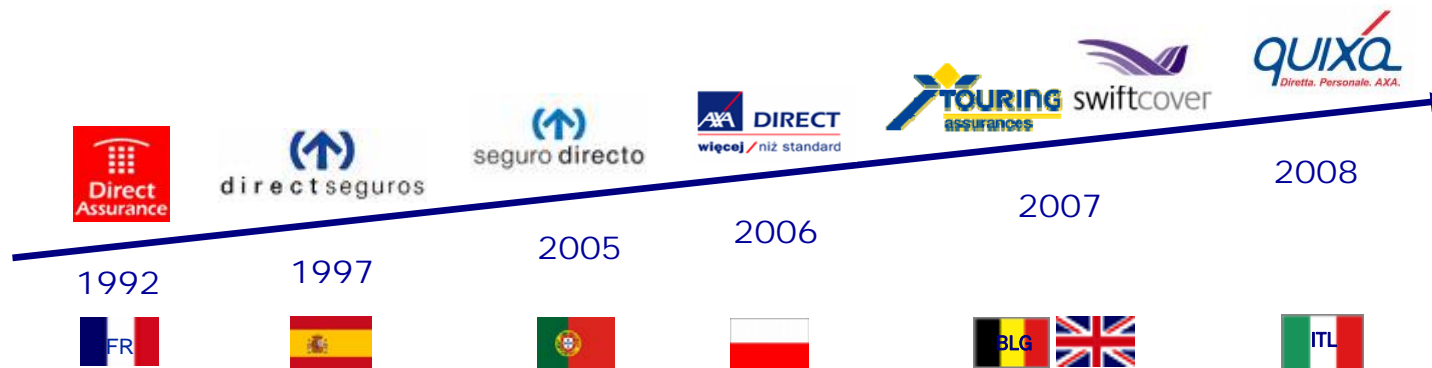 Direct
Assurance
directseguros
seguro directo
AXA DIRECT
więcej / niż standard
TOURING
assurances
swiftcover
QUIXA
Diretta. Personale. AXA.
1992
1997
2005
2006
2007
2008
FR
BLG
ITL